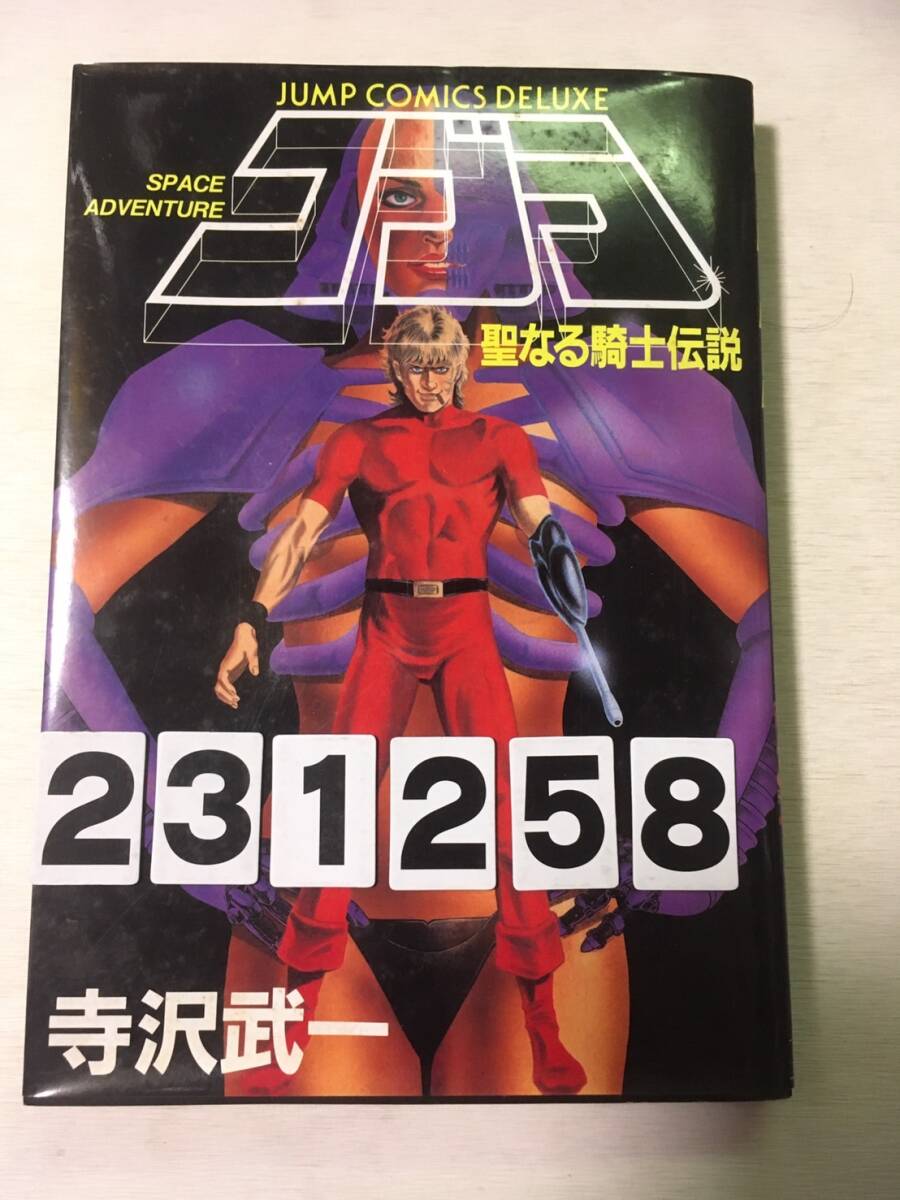 JUMP COMICS DELUXE
SPACE
ADVENTURE
コブラ
聖なる騎士伝説
231258
寺沢武一